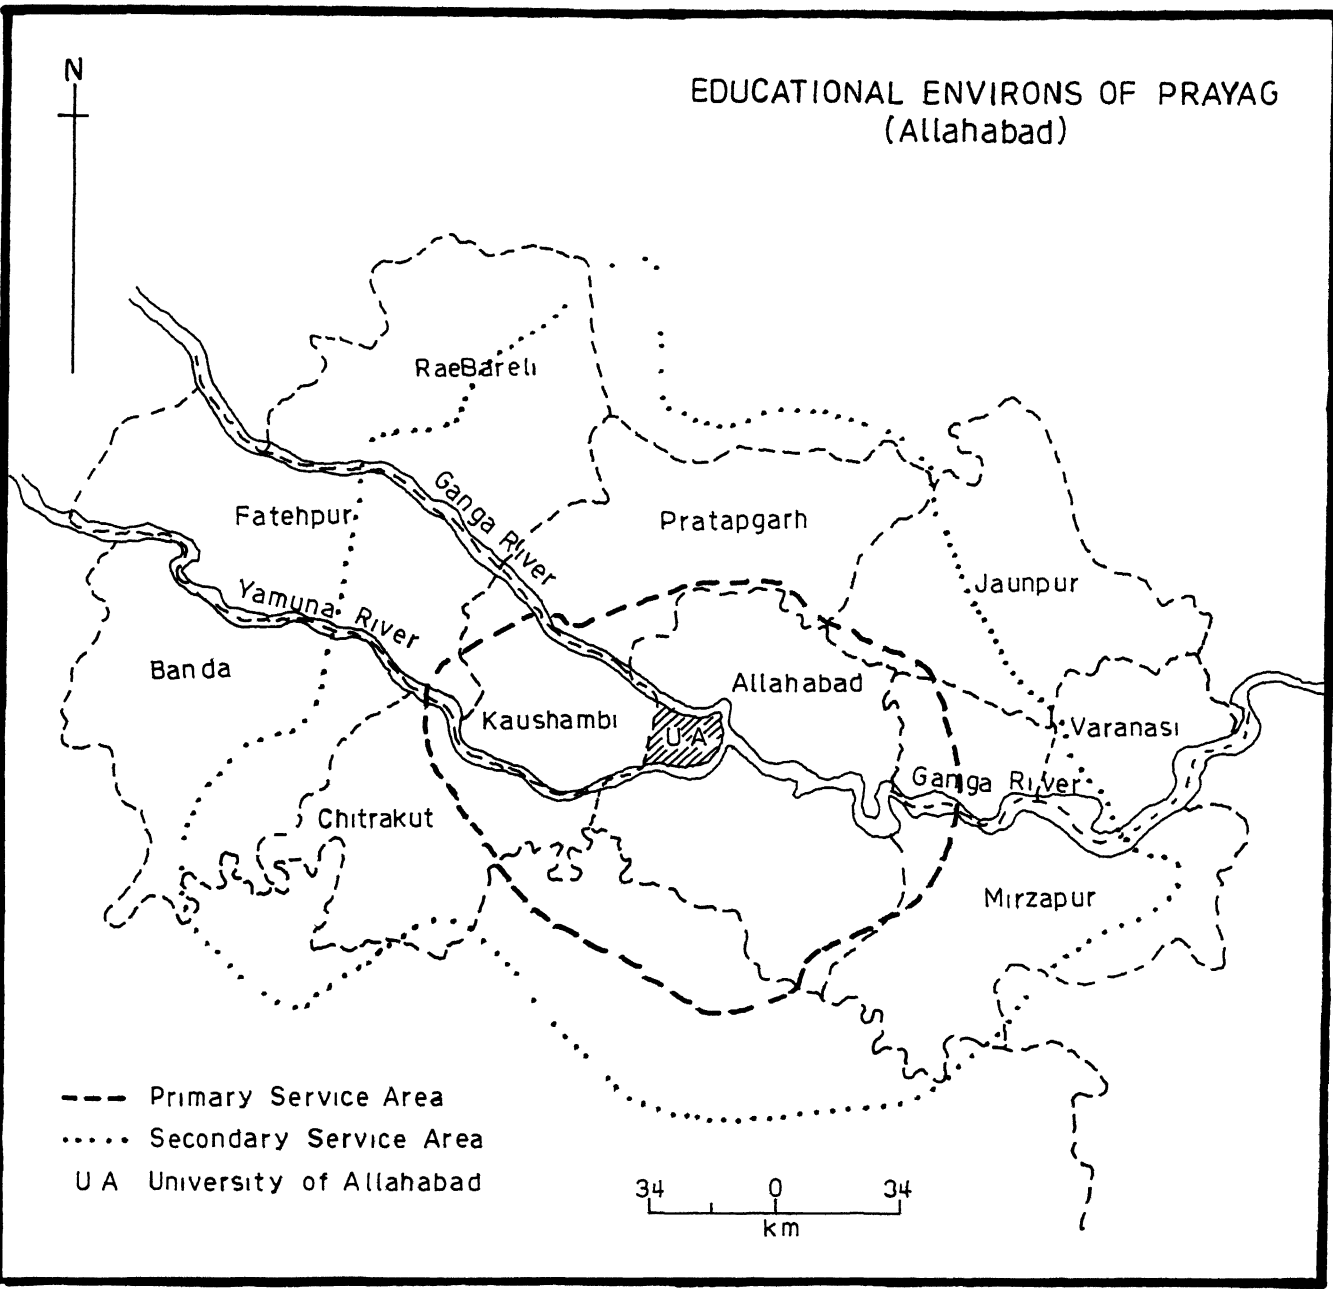 N
EDUCATIONAL ENVIRONS OF PRAYAG
(Allahabad)
RaeBareli
Ganga River
Fatehpur
Pratapgarh
Jaunpur
Yamuna River
Banda
Allahabad
Kaushambi
U A
Varanasi
Ganga River
Chitrakut
Mirzapur
Primary Service Area
Secondary Service Area
U A University of Allahabad
34 0 34
km